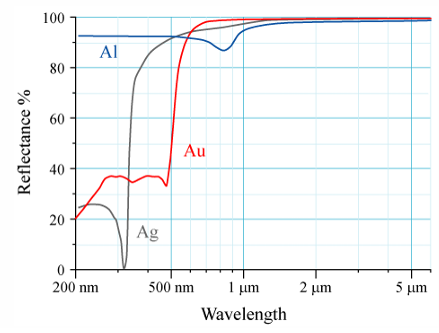 100
Al
80
Reflectance %
60
Au
40
Ag
20
0
200 nm 500 nm 1 μm 2 μm 5 μm
Wavelength